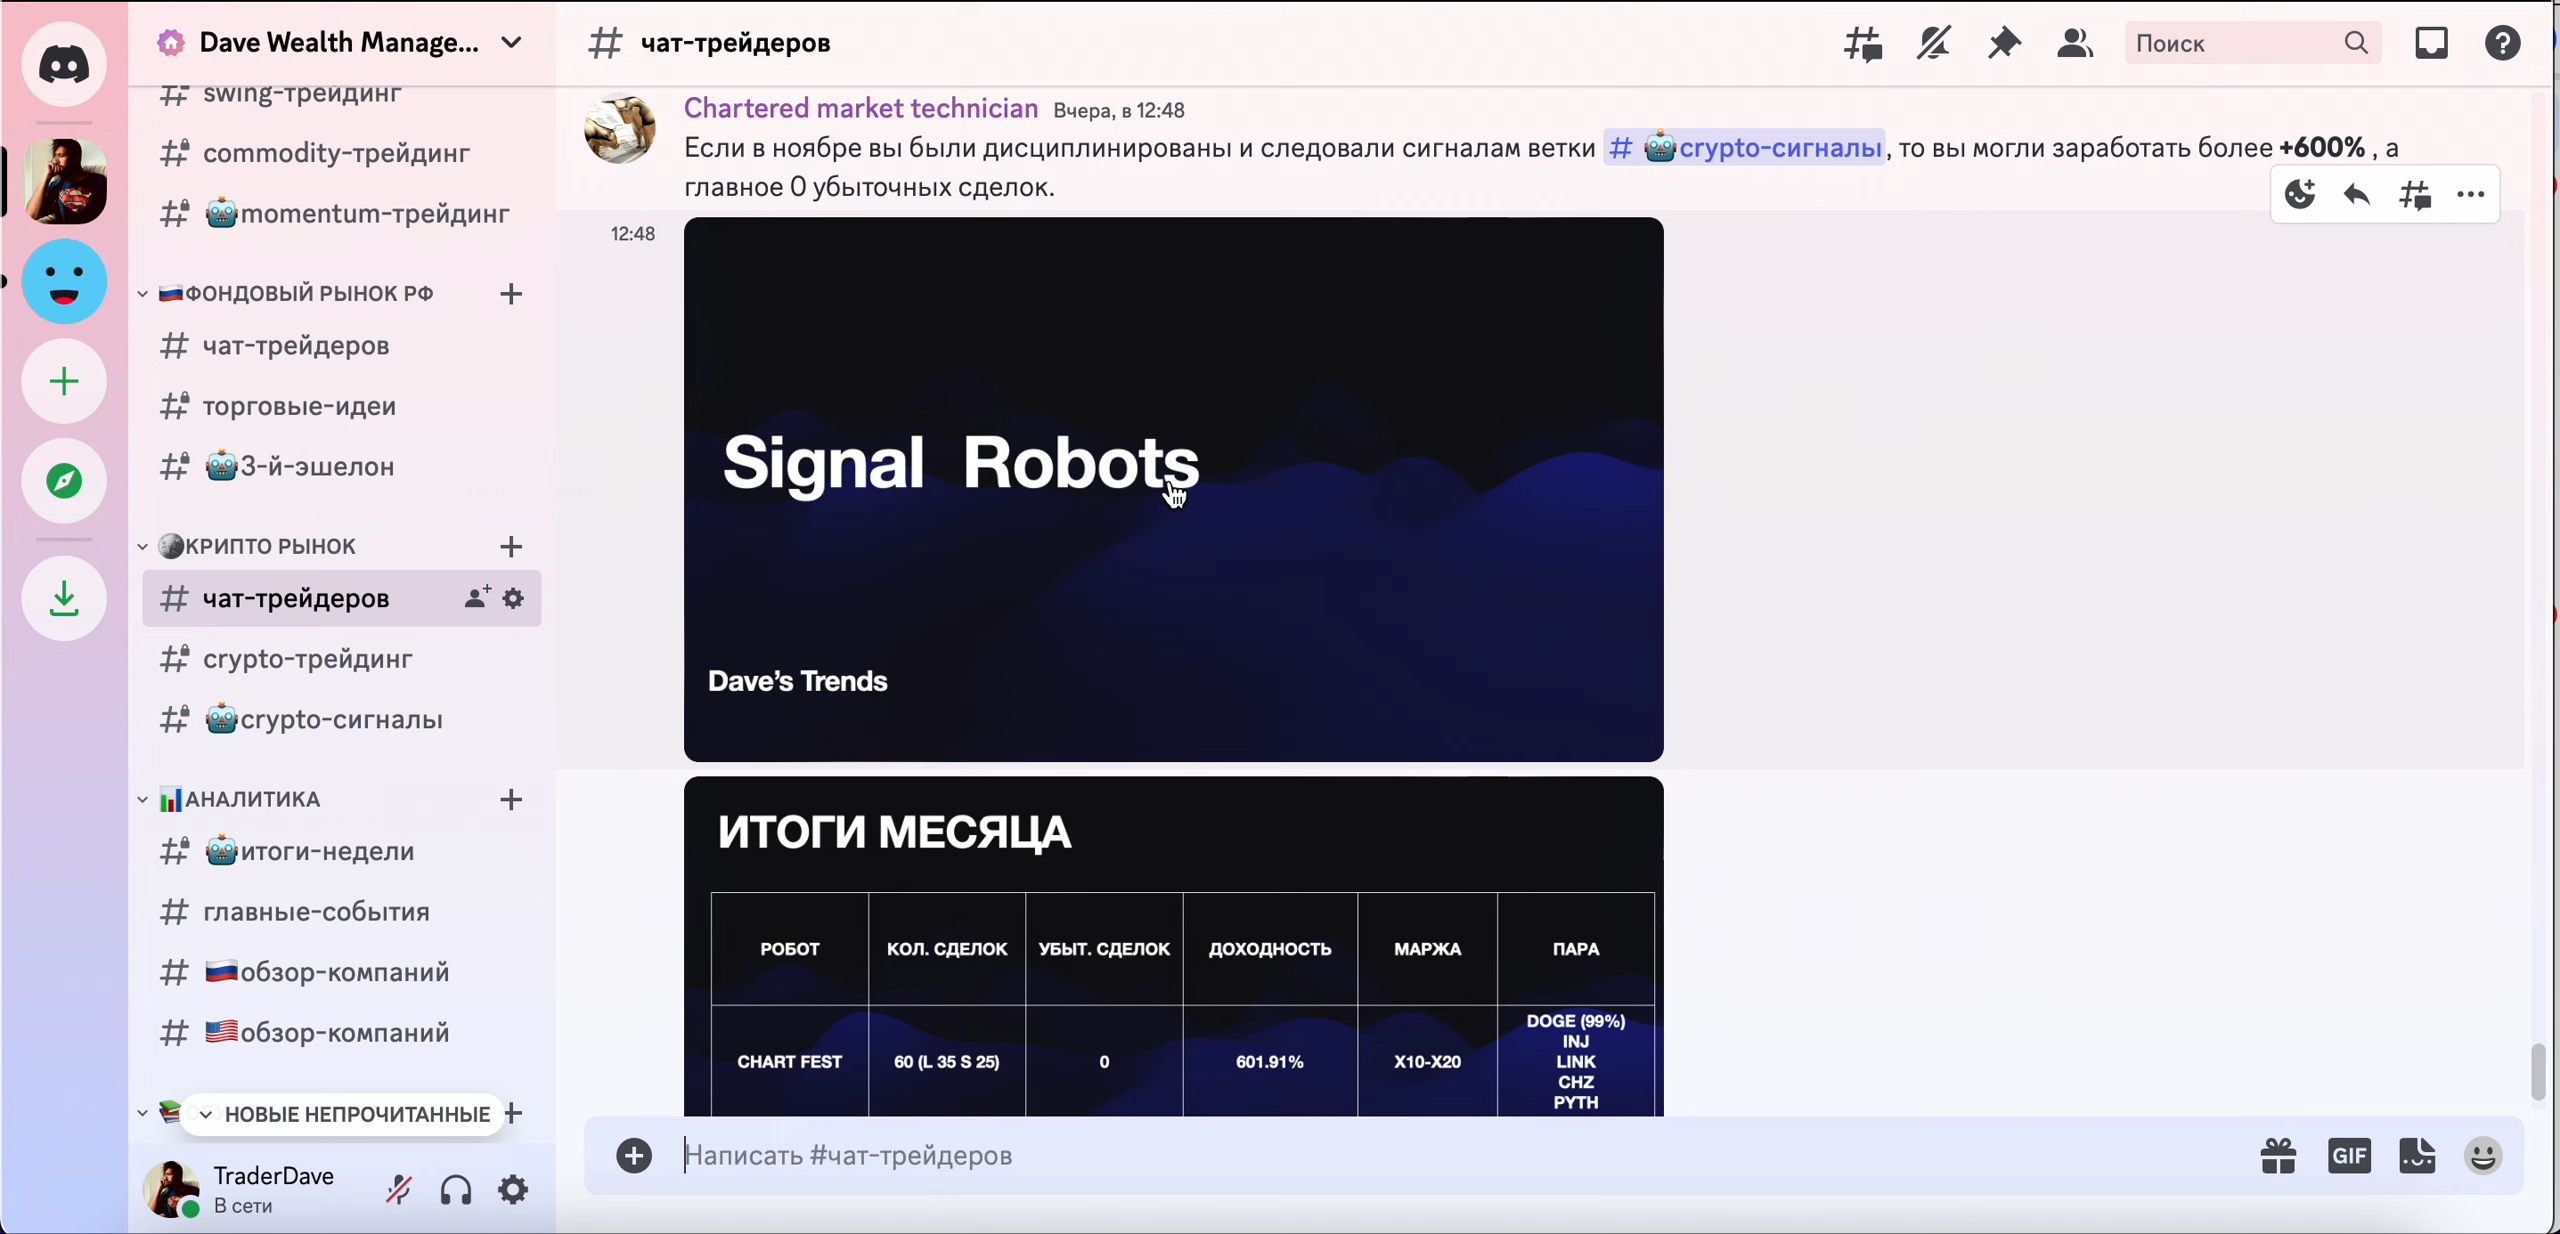 Dave Wealth Manage...
swing-трейдинг
commodity-трейдинг
momentum-трейдинг
ФОНДОВЫЙ РЫНОК РФ
чат-трейдеров
торговые-идеи
3-й-эшелон
КРИПТО РЫНОК
чат-трейдеров
crypto-трейдинг
crypto-сигналы
АНАЛИТИКА
итоги-недели
главные-события
обзор-компаний
обзор-компаний
НОВЫЕ НЕПРОЧИТАННЫЕ
TraderDave
В сети
чат-трейдеров
Поиск
Chartered market technician Вчера, в 12:48
Если в ноябре вы были дисциплинированы и следовали сигналам ветки # crypto-сигналы, то вы могли заработать более +600% , а
главное 0 убыточных сделок.
12:48
Signal Robots
Dave’s Trends
ИТОГИ МЕСЯЦА
РОБОТ КОЛ. СДЕЛОК УБЫТ. СДЕЛОК ДОХОДНОСТЬ МАРЖА ПАРА
CHART FEST 60 (L 35 S 25) 0 601.91% X10-X20 DOGE (99%)
INJ
LINK
CHZ
PYTH
Написать #чат-трейдеров
GIF